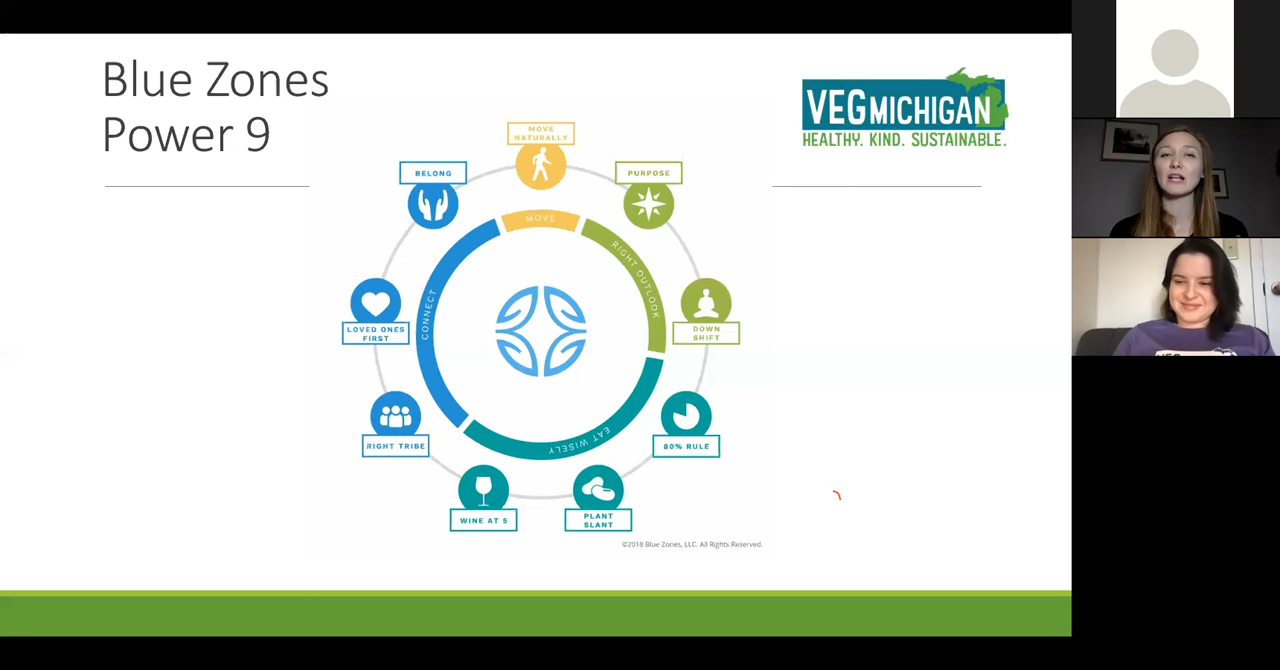 Blue Zones
Power 9
VEGMICHIGAN
HEALTHY. KIND. SUSTAINABLE.
MOVE
NATURALLY
BELONG
PURPOSE
MOVE
RIGHT OUTLOOK
CONNECT
LOVED ONES
FIRST
DOWN
SHIFT
RIGHT TRIBE
EAT WISELY
80% RULE
WINE AT 5
PLANT
SLANT
©2018 Blue Zones, LLC. All Rights Reserved.